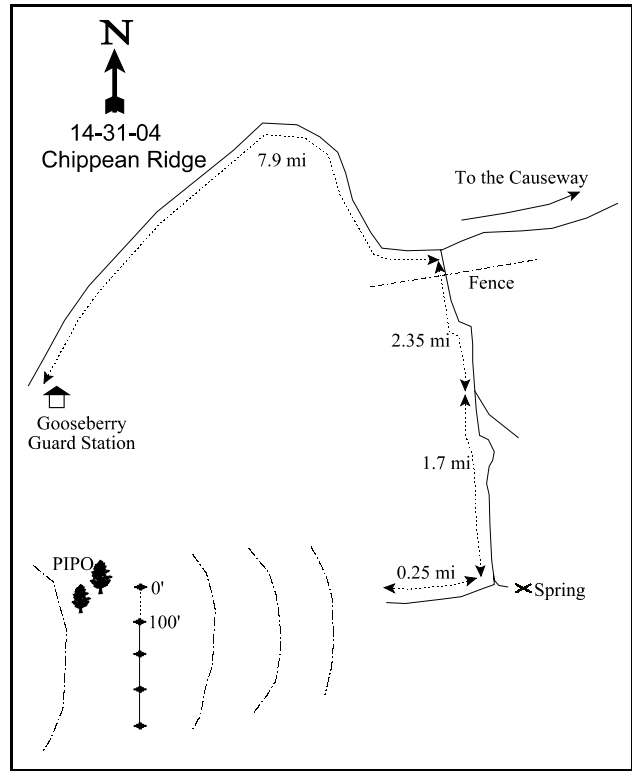 N
14-31-04
Chippean Ridge
7.9 mi
To the Causeway
Fence
2.35 mi
Gooseberry
Guard Station
1.7 mi
PIPO
0'
0.25 mi
Spring
100'